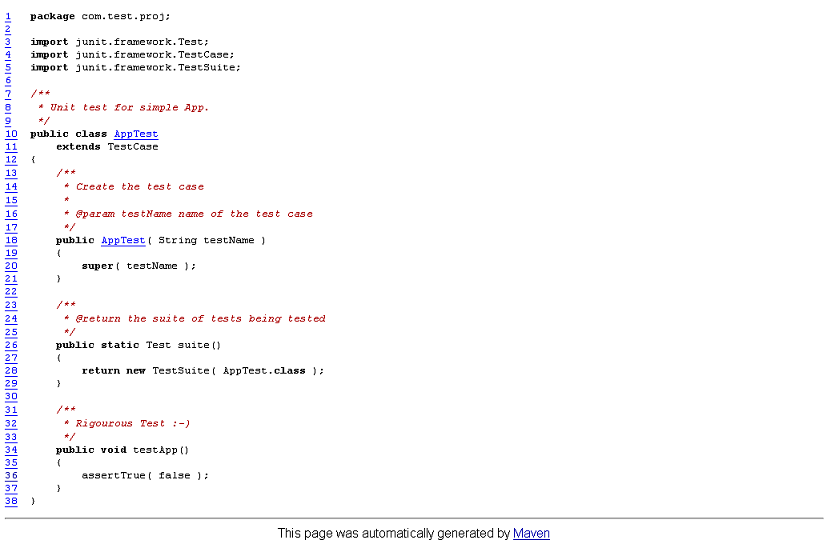 1 package com.test.proj;
2
3 import junit.framework.Test;
4 import junit.framework.TestCase;
5 import junit.framework.TestSuite;
6
7 /**
8  * Unit test for simple App.
9  */
10 public class AppTest
11     extends TestCase
12 {
13     /**
14      * Create the test case
15      *
16      * @param testName name of the test case
17      */
18     public AppTest( String testName )
19     {
20         super( testName );
21     }
22
23     /**
24      * @return the suite of tests being tested
25      */
26     public static Test suite()
27     {
28         return new TestSuite( AppTest.class );
29     }
30
31     /**
32      * Rigourous Test :-)
33      */
34     public void testApp()
35     {
36         assertTrue( false );
37     }
38 }
This page was automatically generated by Maven